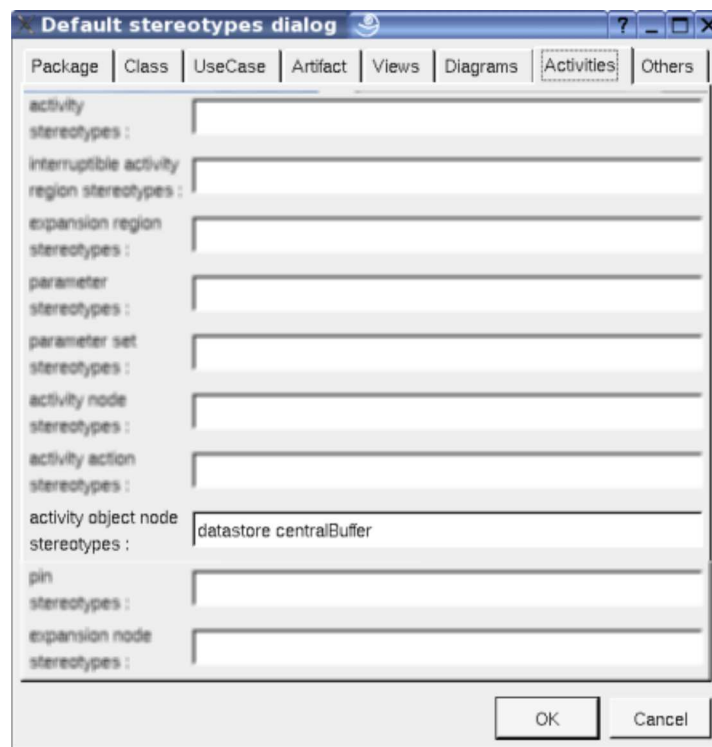 Default stereotypes dialog
Package Class UseCase Artifact Views Diagrams Activities Others
activity
stereotypes :
interruptible activity
region stereotypes :
expansion region
stereotypes :
parameter
stereotypes :
parameter set
stereotypes :
activity node
stereotypes :
activity action
stereotypes :
activity object node
stereotypes :
datastore centralBuffer
pin
stereotypes :
expansion node
stereotypes :
OK Cancel